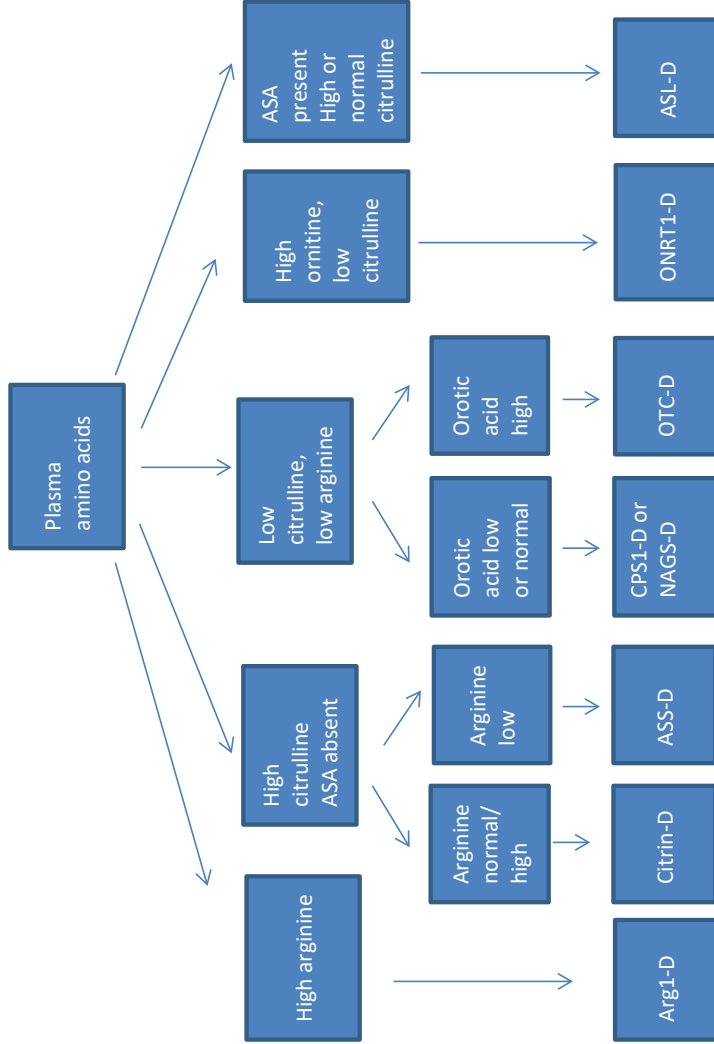 Plasma
amino acids
High arginine
High
citrulline
ASA absent
Low
citrulline,
low arginine
High
ornitine,
low
citrulline
ASA
present
High or
normal
citrulline
Arginine
normal/
high
Arginine
low
Orotic
acid low
or normal
Orotic
acid
high
Arg1-D
Citrin-D
ASS-D
CPS1-D or
NAGS-D
OTC-D
ONRT1-D
ASL-D